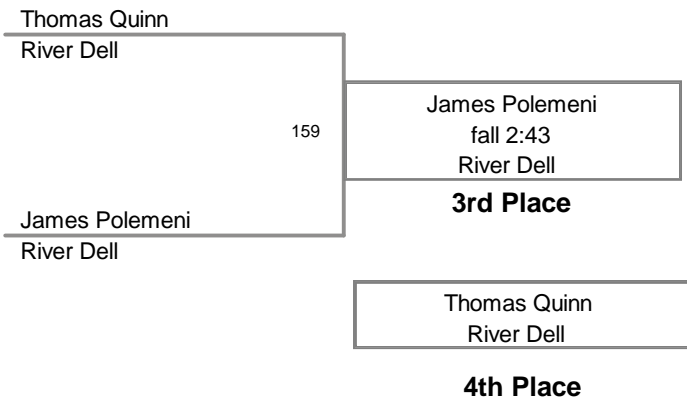 Thomas Quinn
River Dell
159
James Polemeni
River Dell
James Polemeni
fall 2:43
River Dell
3rd Place
Thomas Quinn
River Dell
4th Place